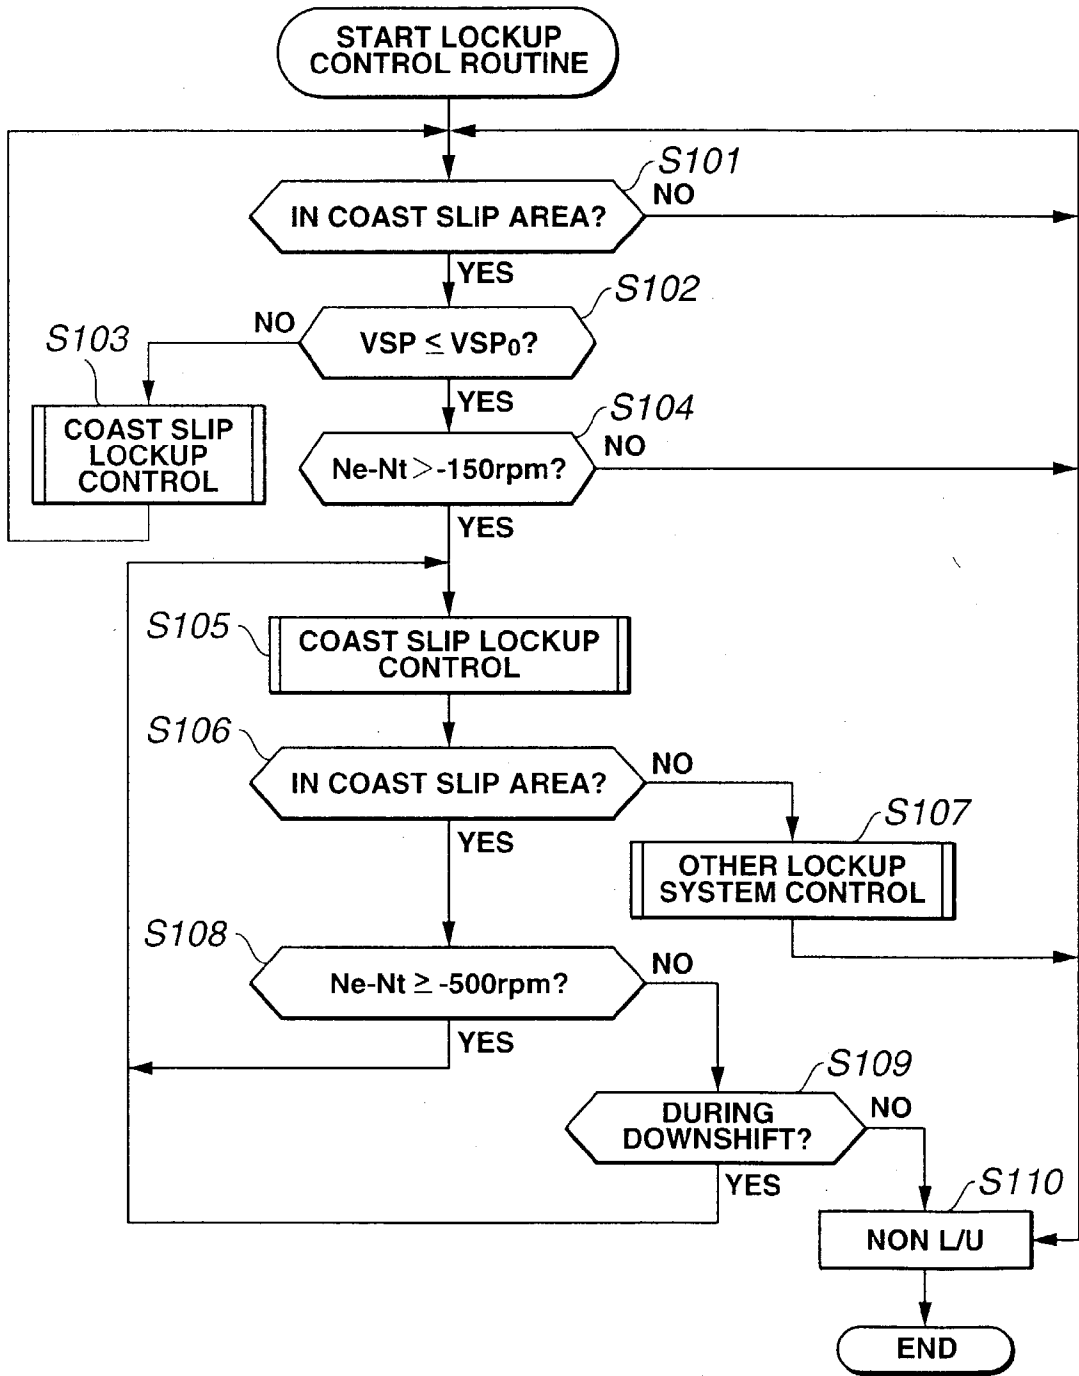 START LOCKUP
CONTROL ROUTINE
S101
IN COAST SLIP AREA?
NO
YES
S102
VSP ≤ VSP₀?
NO
YES
S103
COAST SLIP
LOCKUP
CONTROL
S104
Ne-Nt >-150rpm?
NO
YES
S105
COAST SLIP LOCKUP
CONTROL
S106
IN COAST SLIP AREA?
NO
YES
S107
OTHER LOCKUP
SYSTEM CONTROL
S108
Ne-Nt ≥ -500rpm?
NO
YES
S109
DURING
DOWNSHIFT?
NO
YES
S110
NON L/U
END